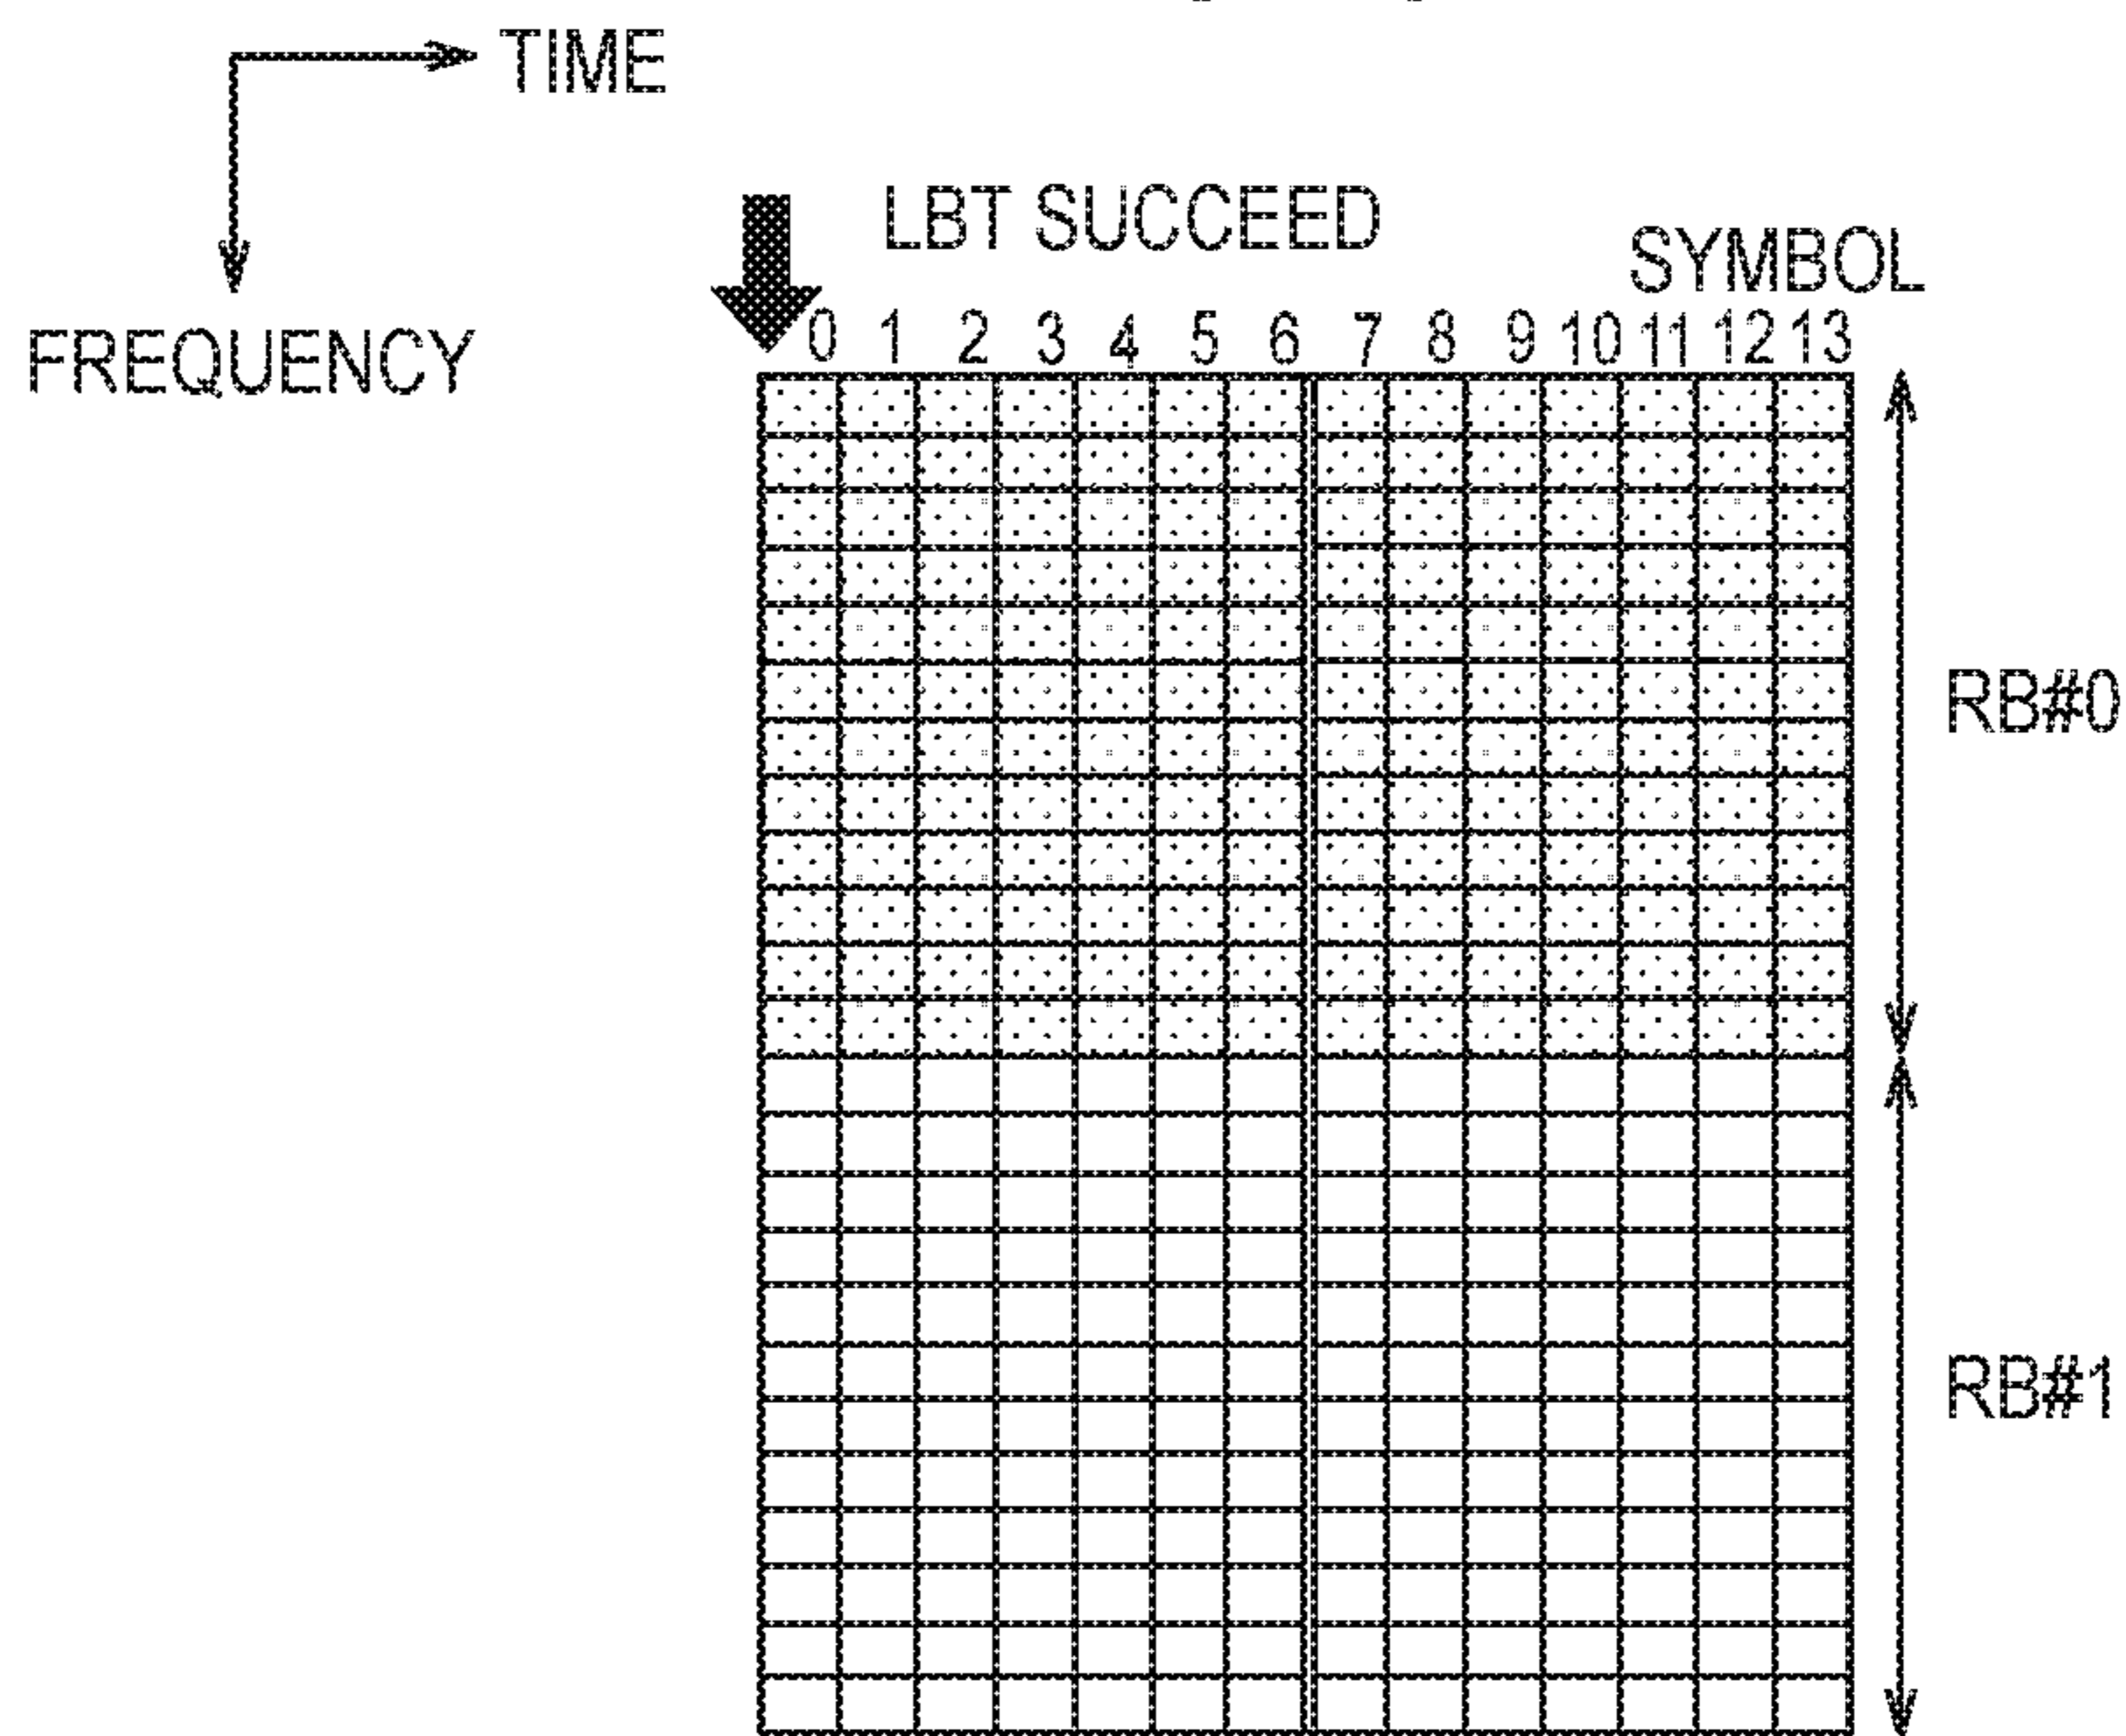 TIME
LBT SUCCEED
SYMBOL
0 1 2 3 4 5 6 7 8 9 10 11 12 13
FREQUENCY
RB#0
RB#1